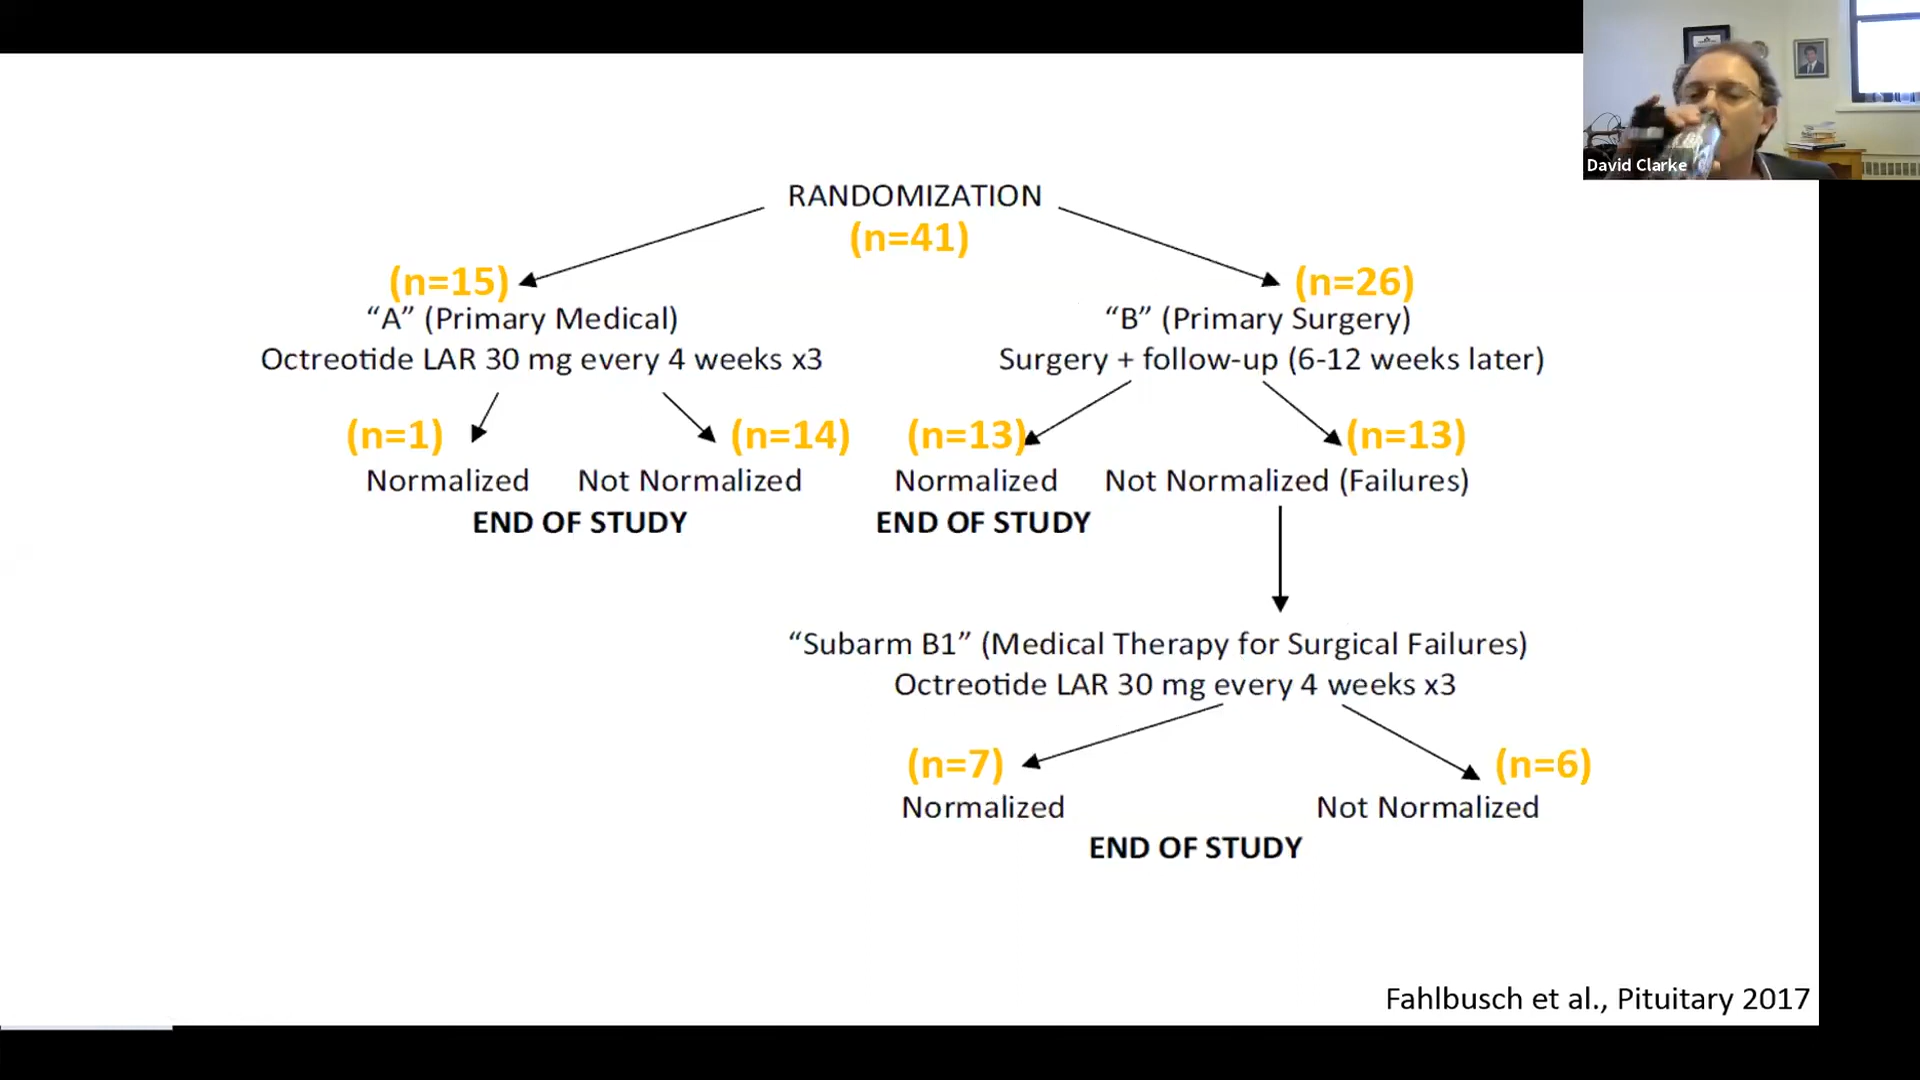 David Clarke
RANDOMIZATION
(n=41)
(n=15)
(n=26)
“A” (Primary Medical)
“B” (Primary Surgery)
Octreotide LAR 30 mg every 4 weeks x3
Surgery + follow-up (6-12 weeks later)
(n=1)
(n=14)
(n=13)
(n=13)
Normalized
Not Normalized
Normalized
Not Normalized (Failures)
END OF STUDY
END OF STUDY
“Subarm B1” (Medical Therapy for Surgical Failures)
Octreotide LAR 30 mg every 4 weeks x3
(n=7)
(n=6)
Normalized
Not Normalized
END OF STUDY
Fahlbusch et al., Pituitary 2017